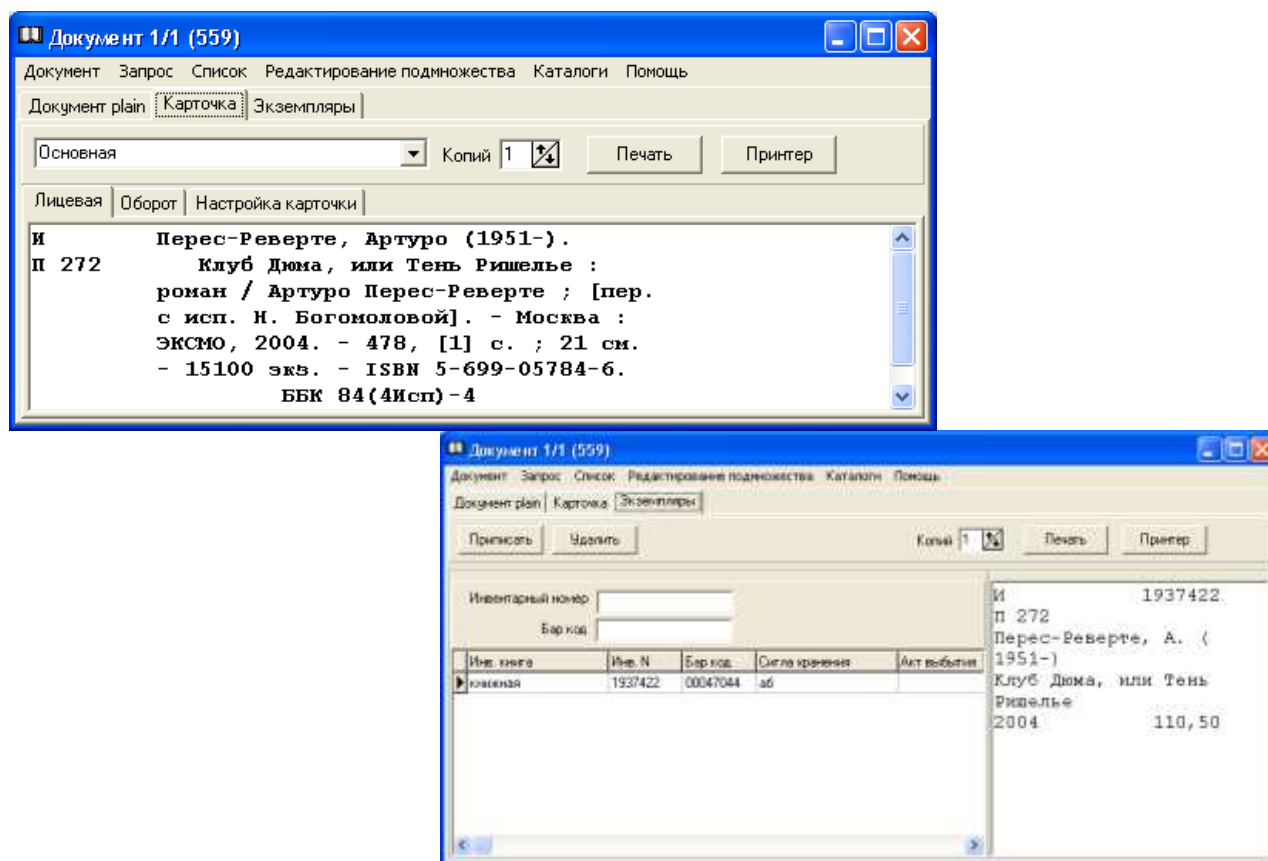 Документ 1/1 (559)
Документ Запрос Список Редактирование подмножества Каталоги Помощь
Документ plain Карточка Экземпляры
Основная Копий 1 Печать Принтер
Лицевая Оборот Настройка карточки
И Перес-Реверте, Артуро (1951-).
П 272 Клуб Дюма, или Тень Ришелье :
роман / Артуро Перес-Реверте ; [пер.
с исп. Н. Богомоловой]. - Москва :
ЭКСМО, 2004. - 478, [1] с. ; 21 см.
- 15100 экз. - ISBN 5-699-05784-6.
ББК 84(4Исп)-4
Документ 1/1 (559)
Документ Запрос Список Редактирование подмножества Каталоги Помощь
Документ plain Карточка Экземпляры
Приписать Удалить Копий 1 Печать Принтер
Инвентарный номер
Бар код
Инв. книга Инв. N Бар код Сигла хранения Акт выбытия
книжная 1937422 00047044 аб
И 1937422
П 272
Перес-Реверте, А. (
1951-)
Клуб Дюма, или Тень
Ришелье
2004 110,50